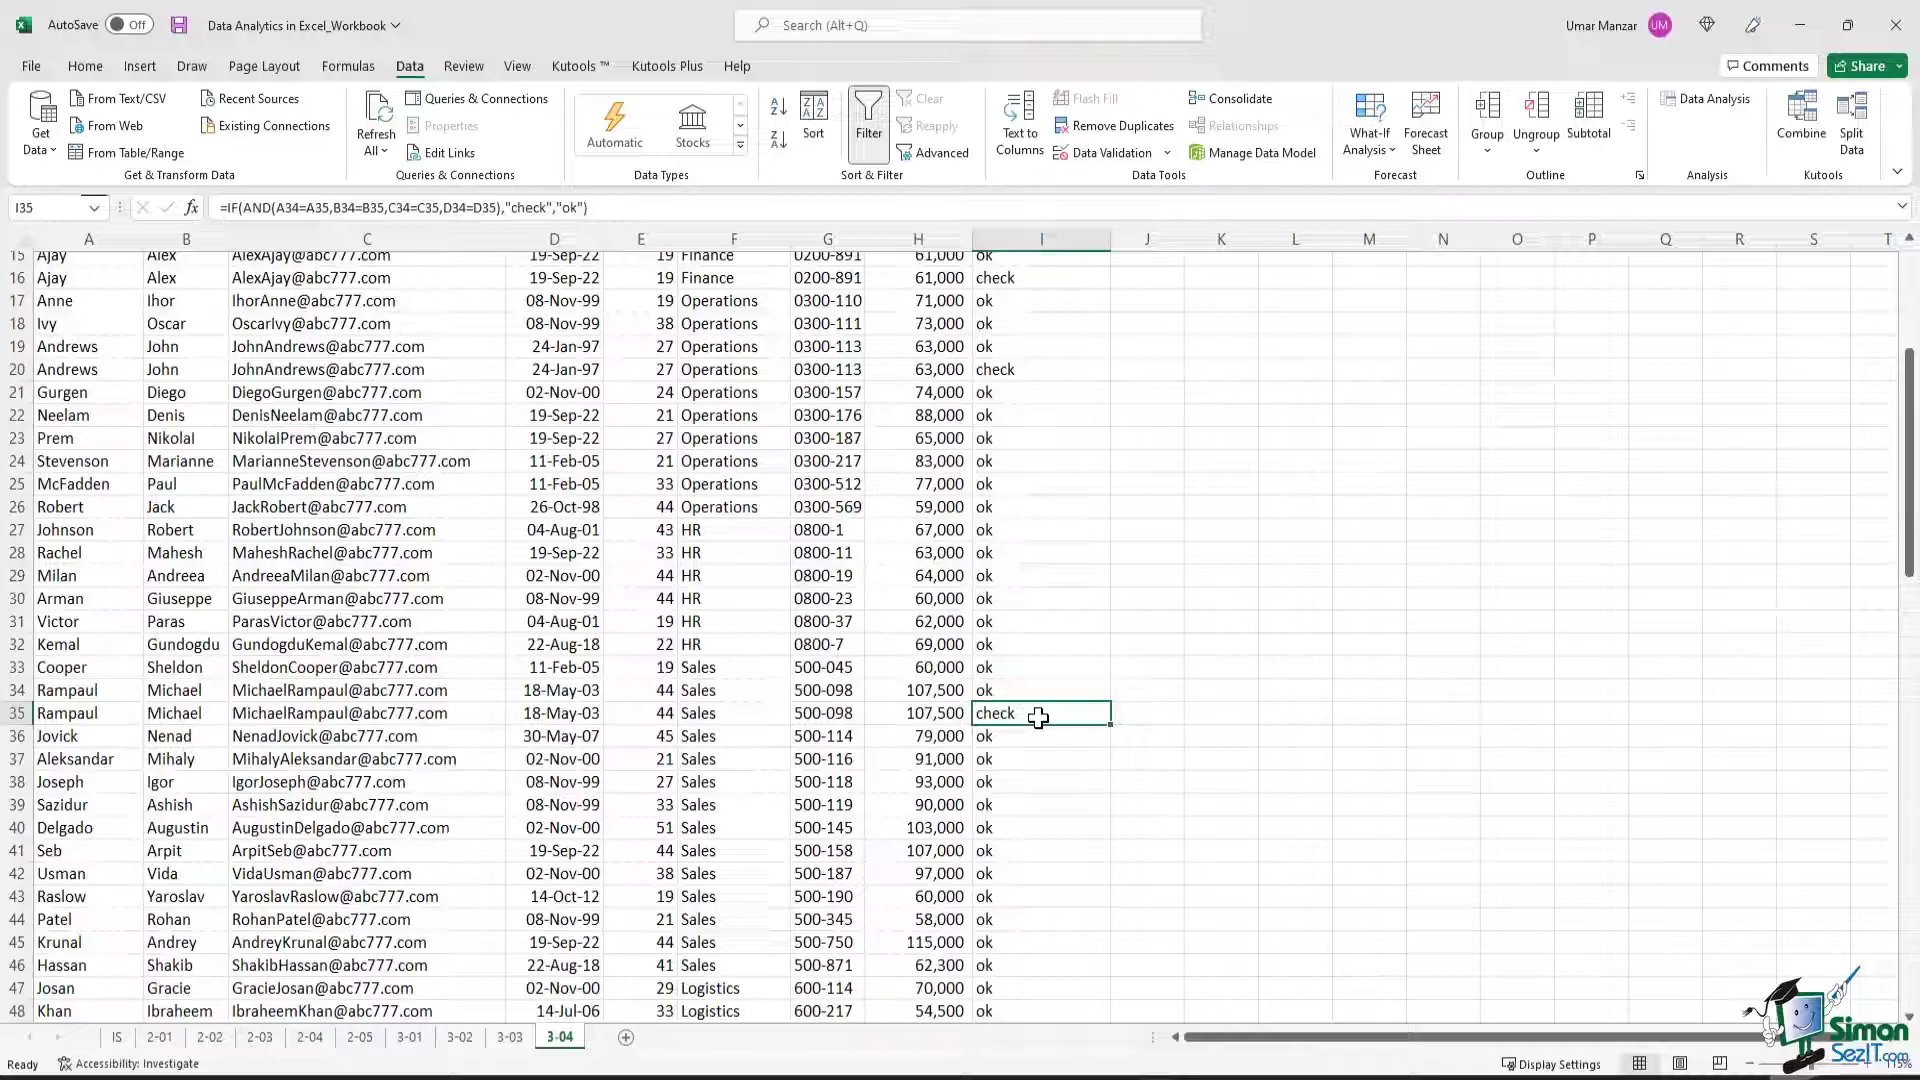 AutoSave Off Data Analytics in Excel_Workbook Search (Alt+Q) Umar Manzar UM
File Home Insert Draw Page Layout Formulas Data Review View Kutools ™ Kutools Plus Help Comments Share
From Text/CSV Recent Sources Queries & Connections Clear Flash Fill Consolidate Data Analysis
Get Data From Web Existing Connections Refresh All Properties Automatic Stocks Sort Filter Reapply Text to Columns Remove Duplicates Relationships What-If Analysis Forecast Sheet Group Ungroup Subtotal Combine Split Data
From Table/Range Edit Links Advanced Data Validation Manage Data Model
Get & Transform Data Queries & Connections Data Types Sort & Filter Data Tools Forecast Outline Analysis Kutools
I35 fx =IF(AND(A34=A35,B34=B35,C34=C35,D34=D35),"check","ok")
A B C D E F G H I J K L M N O P Q R S T
15 Ajay Alex AlexAjay@abc777.com 19-Sep-22 19 Finance 0200-891 61,000 ok
16 Ajay Alex AlexAjay@abc777.com 19-Sep-22 19 Finance 0200-891 61,000 check
17 Anne Ihor IhorAnne@abc777.com 08-Nov-99 19 Operations 0300-110 71,000 ok
18 Ivy Oscar OscarIvy@abc777.com 08-Nov-99 38 Operations 0300-111 73,000 ok
19 Andrews John JohnAndrews@abc777.com 24-Jan-97 27 Operations 0300-113 63,000 ok
20 Andrews John JohnAndrews@abc777.com 24-Jan-97 27 Operations 0300-113 63,000 check
21 Gurgen Diego DiegoGurgen@abc777.com 02-Nov-00 24 Operations 0300-157 74,000 ok
22 Neelam Denis DenisNeelam@abc777.com 19-Sep-22 21 Operations 0300-176 88,000 ok
23 Prem Nikolal NikolalPrem@abc777.com 19-Sep-22 27 Operations 0300-187 65,000 ok
24 Stevenson Marianne MarianneStevenson@abc777.com 11-Feb-05 21 Operations 0300-217 83,000 ok
25 McFadden Paul PaulMcFadden@abc777.com 11-Feb-05 33 Operations 0300-512 77,000 ok
26 Robert Jack JackRobert@abc777.com 26-Oct-98 44 Operations 0300-569 59,000 ok
27 Johnson Robert RobertJohnson@abc777.com 04-Aug-01 43 HR 0800-1 67,000 ok
28 Rachel Mahesh MaheshRachel@abc777.com 19-Sep-22 33 HR 0800-11 63,000 ok
29 Milan Andreea AndreeaMilan@abc777.com 02-Nov-00 44 HR 0800-19 64,000 ok
30 Arman Giuseppe GiuseppeArman@abc777.com 08-Nov-99 44 HR 0800-23 60,000 ok
31 Victor Paras ParasVictor@abc777.com 04-Aug-01 19 HR 0800-37 62,000 ok
32 Kemal Gundogdu GundogduKemal@abc777.com 22-Aug-18 22 HR 0800-7 69,000 ok
33 Cooper Sheldon SheldonCooper@abc777.com 11-Feb-05 19 Sales 500-045 60,000 ok
34 Rampaul Michael MichaelRampaul@abc777.com 18-May-03 44 Sales 500-098 107,500 ok
35 Rampaul Michael MichaelRampaul@abc777.com 18-May-03 44 Sales 500-098 107,500 check
36 Jovick Nenad NenadJovick@abc777.com 30-May-07 45 Sales 500-114 79,000 ok
37 Aleksandar Mihaly MihalyAleksandar@abc777.com 02-Nov-00 21 Sales 500-116 91,000 ok
38 Joseph Igor IgorJoseph@abc777.com 08-Nov-99 27 Sales 500-118 93,000 ok
39 Sazidur Ashish AshishSazidur@abc777.com 08-Nov-99 33 Sales 500-119 90,000 ok
40 Delgado Augustin AugustinDelgado@abc777.com 02-Nov-00 51 Sales 500-145 103,000 ok
41 Seb Arpit ArpitSeb@abc777.com 19-Sep-22 44 Sales 500-158 107,000 ok
42 Usman Vida VidaUsman@abc777.com 02-Nov-00 38 Sales 500-187 97,000 ok
43 Raslow Yaroslav YaroslavRaslow@abc777.com 14-Oct-12 19 Sales 500-190 60,000 ok
44 Patel Rohan RohanPatel@abc777.com 08-Nov-99 21 Sales 500-345 58,000 ok
45 Krunal Andrey AndreyKrunal@abc777.com 19-Sep-22 44 Sales 500-750 115,000 ok
46 Hassan Shakib ShakibHassan@abc777.com 22-Aug-18 41 Sales 500-871 62,300 ok
47 Josan Gracie GracieJosan@abc777.com 02-Nov-00 29 Logistics 600-114 70,000 ok
48 Khan Ibraheem IbraheemKhan@abc777.com 14-Jul-06 33 Logistics 600-217 54,500 ok
IS 2-01 2-02 2-03 2-04 2-05 3-01 3-02 3-03 3-04
Simon SezIT.com
Ready Accessibility: Investigate Display Settings 115%